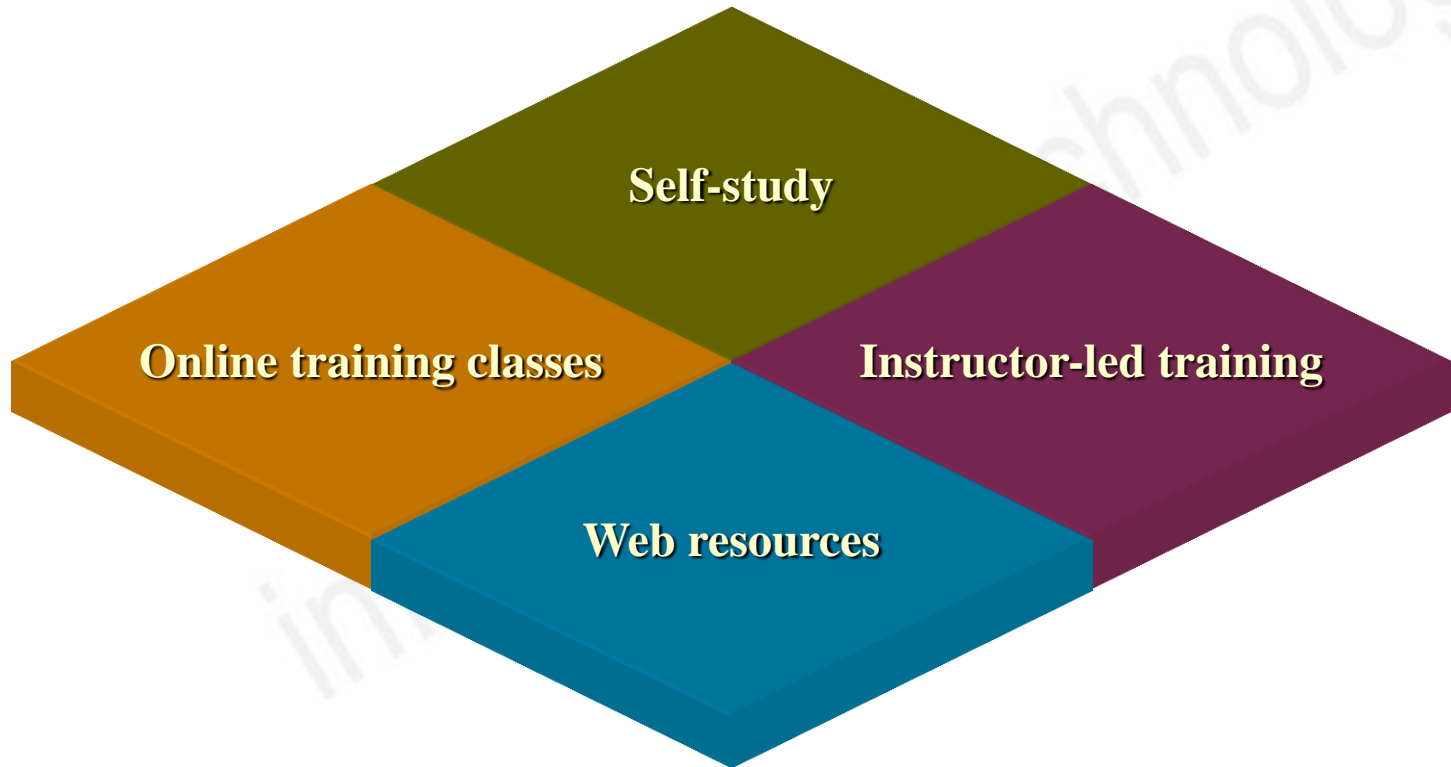 Self-study
Online training classes
Instructor-led training
Web resources